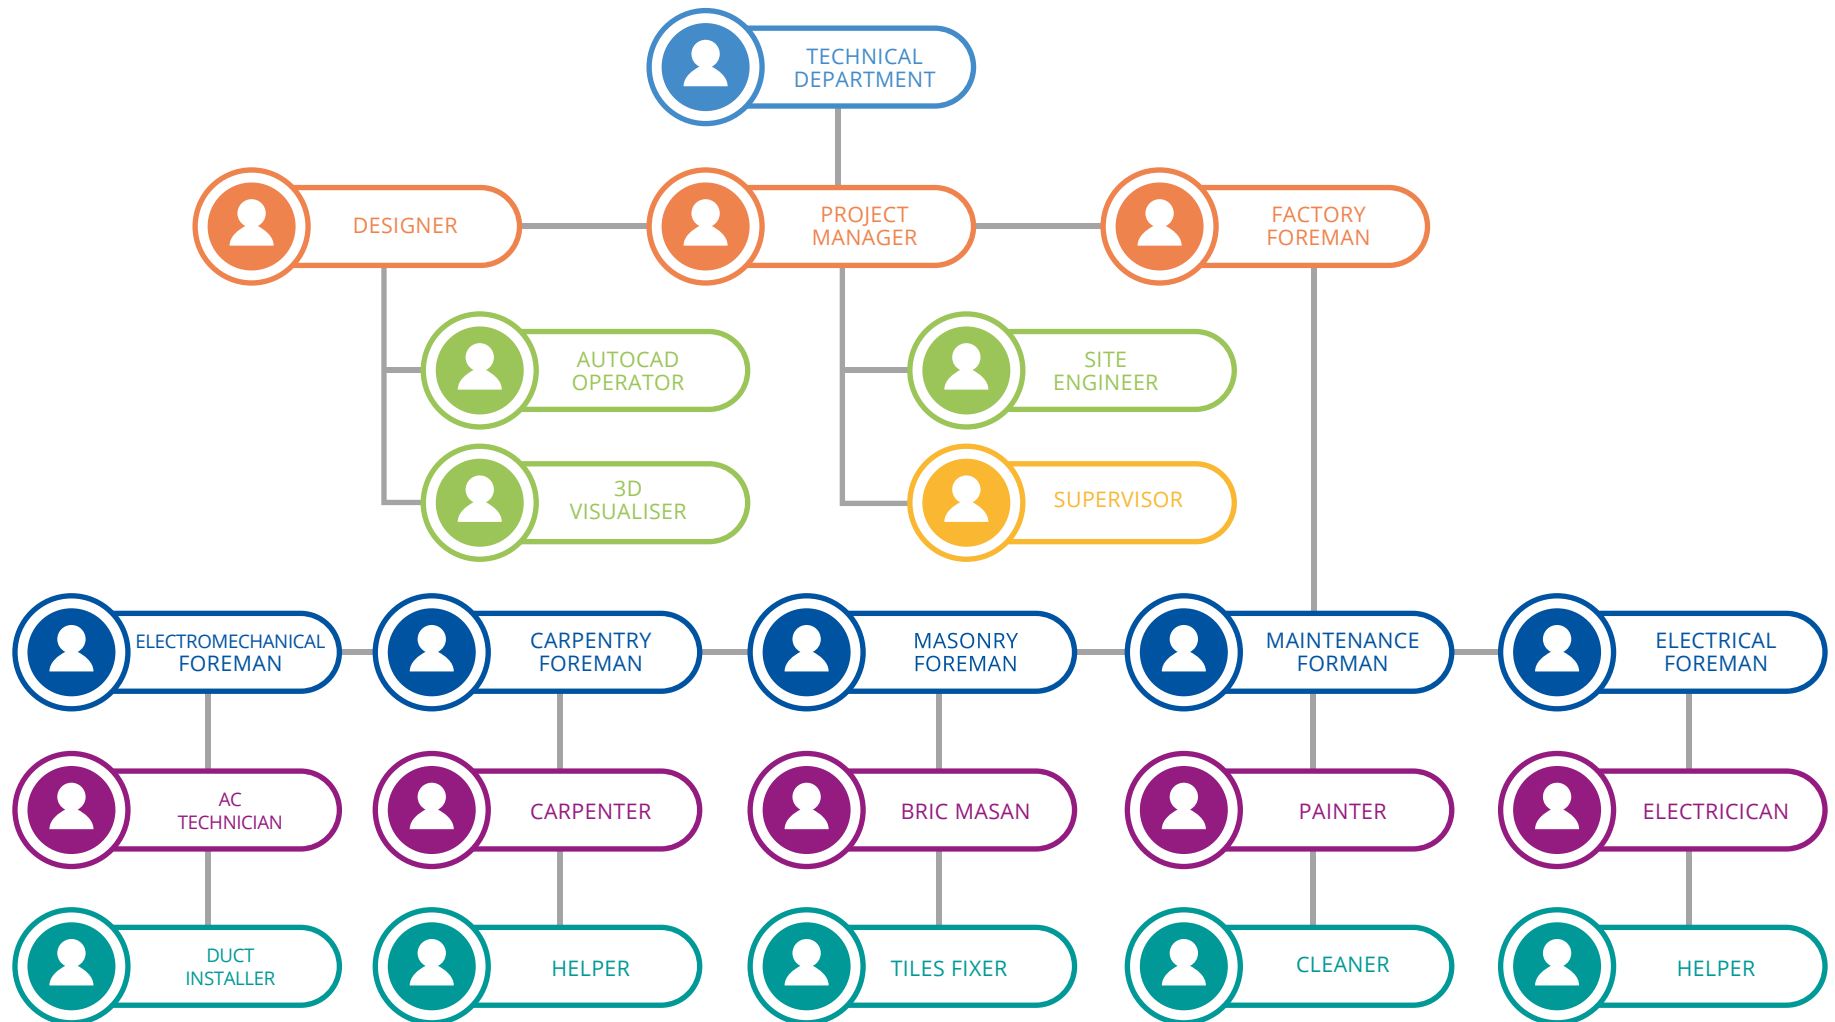 TECHNICAL
DEPARTMENT
DESIGNER
PROJECT
MANAGER
FACTORY
FOREMAN
AUTOCAD
OPERATOR
SITE
ENGINEER
3D
VISUALISER
SUPERVISOR
ELECTROMECHANICAL
FOREMAN
CARPENTRY
FOREMAN
MASONRY
FOREMAN
MAINTENANCE
FORMAN
ELECTRICAL
FOREMAN
AC
TECHNICIAN
CARPENTER
BRIC MASAN
PAINTER
ELECTRICICAN
DUCT
INSTALLER
HELPER
TILES FIXER
CLEANER
HELPER